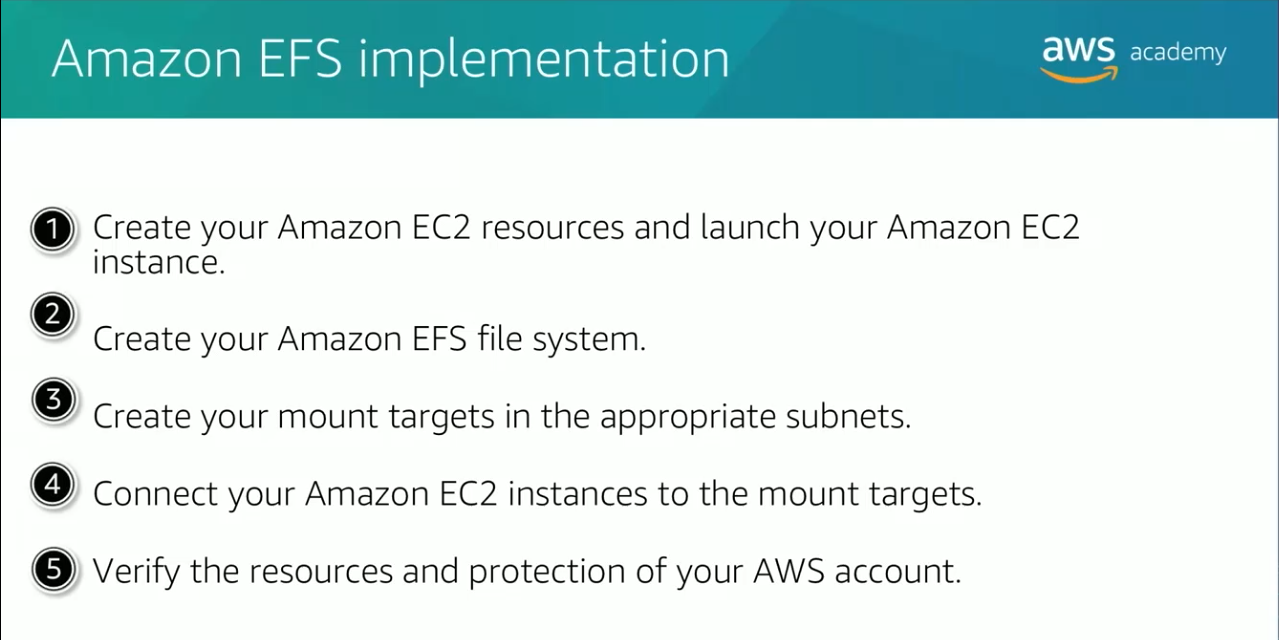 Amazon EFS implementation
aws academy
1 Create your Amazon EC2 resources and launch your Amazon EC2
instance.
2 Create your Amazon EFS file system.
3 Create your mount targets in the appropriate subnets.
4 Connect your Amazon EC2 instances to the mount targets.
5 Verify the resources and protection of your AWS account.